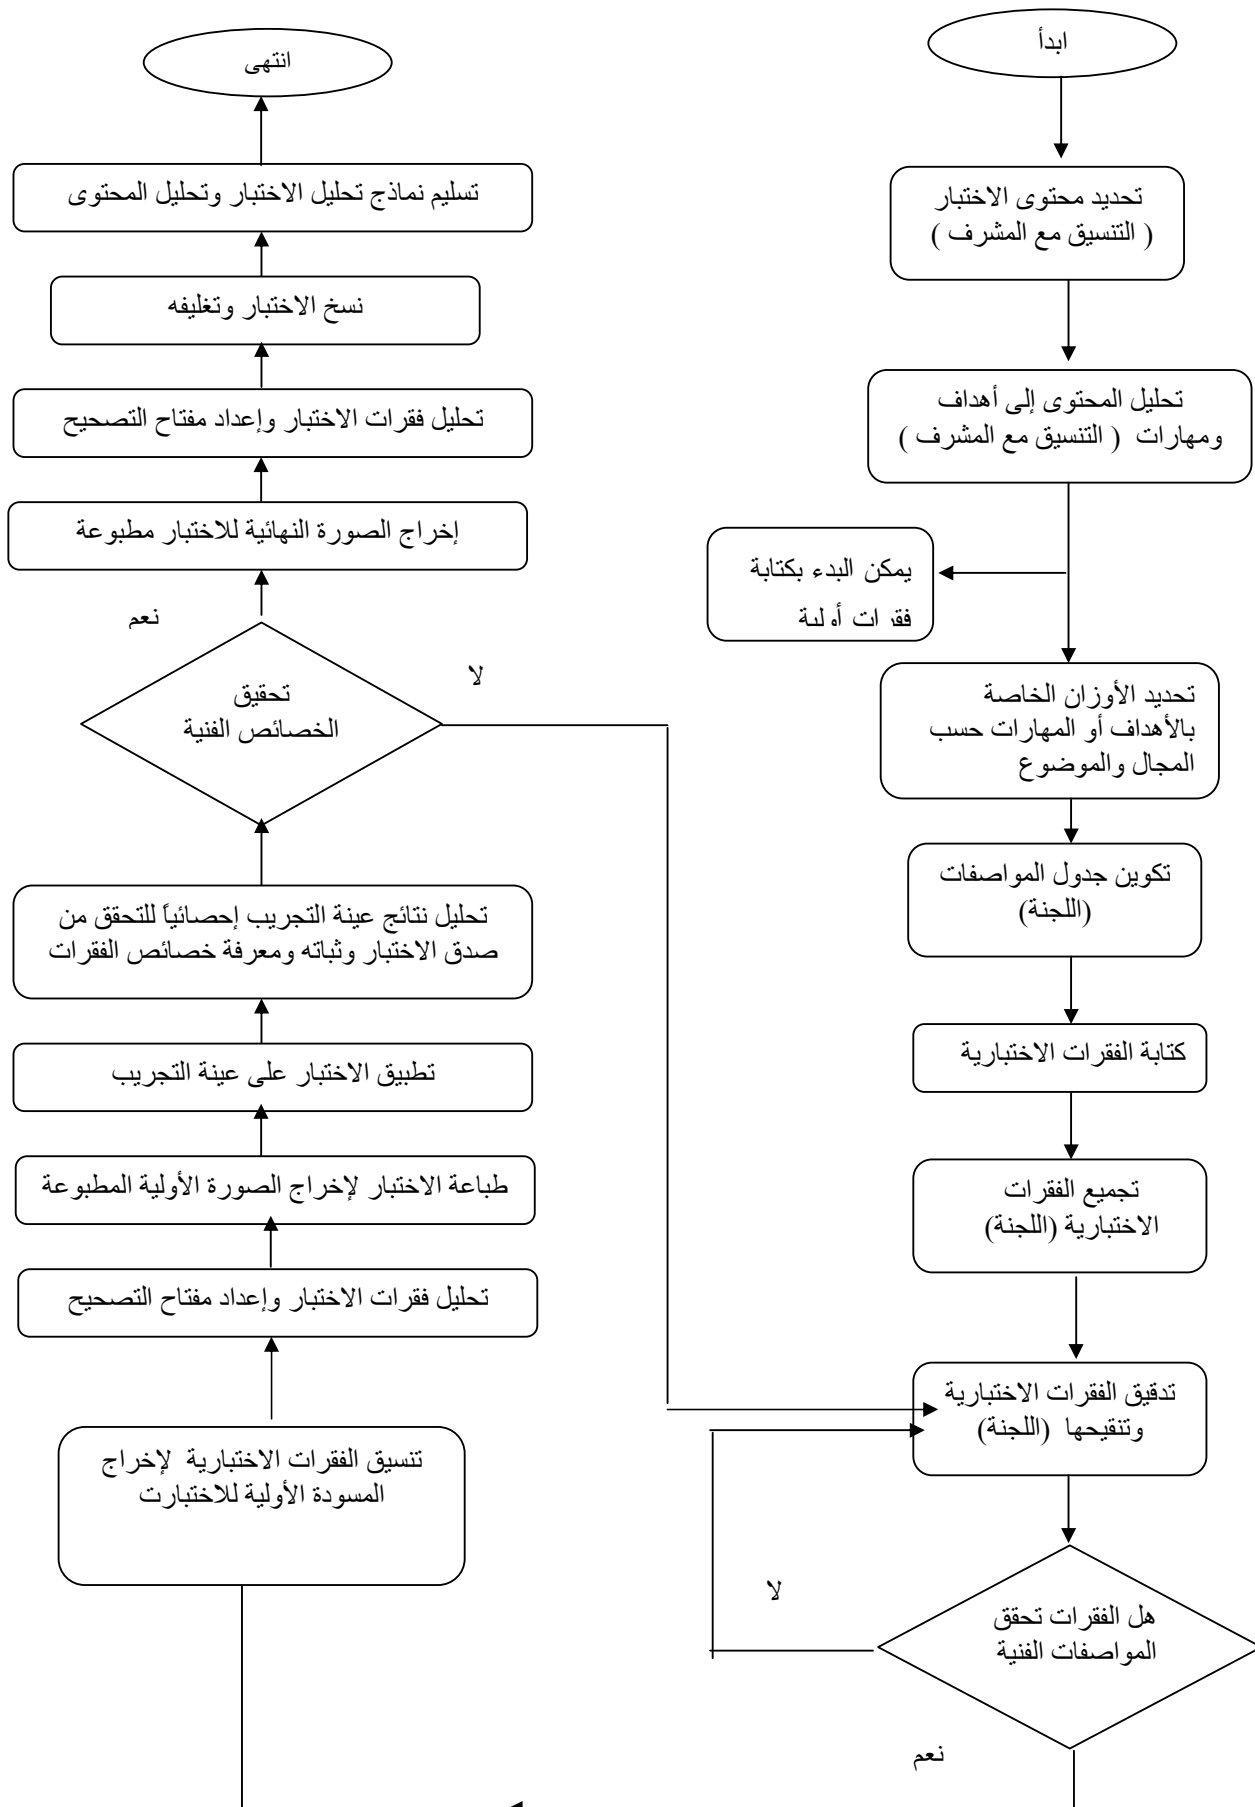 ابدأ
تحديد محتوى الاختبار
( التنسيق مع المشرف )
تحليل المحتوى إلى أهداف
ومهارات ( التنسيق مع المشرف )
يمكن البدء بكتابة
فقرات أولية
تحديد الأوزان الخاصة
بالأهداف أو المهارات حسب
المجال والموضوع
تكوين جدول المواصفات
(اللجنة)
كتابة الفقرات الاختبارية
تجميع الفقرات
الاختبارية (اللجنة)
تدقيق الفقرات الاختبارية
وتنقيحها (اللجنة)
هل الفقرات تحقق
المواصفات الفنية
لا
نعم
تنسيق الفقرات الاختبارية لإخراج
المسودة الأولية للاختبارت
تحليل فقرات الاختبار وإعداد مفتاح التصحيح
طباعة الاختبار لإخراج الصورة الأولية المطبوعة
تطبيق الاختبار على عينة التجريب
تحليل نتائج عينة التجريب إحصائياً للتحقق من
صدق الاختبار وثباته ومعرفة خصائص الفقرات
تحقيق
الخصائص الفنية
لا
نعم
إخراج الصورة النهائية للاختبار مطبوعة
تحليل فقرات الاختبار وإعداد مفتاح التصحيح
نسخ الاختبار وتغليفه
تسليم نماذج تحليل الاختبار وتحليل المحتوى
انتهى